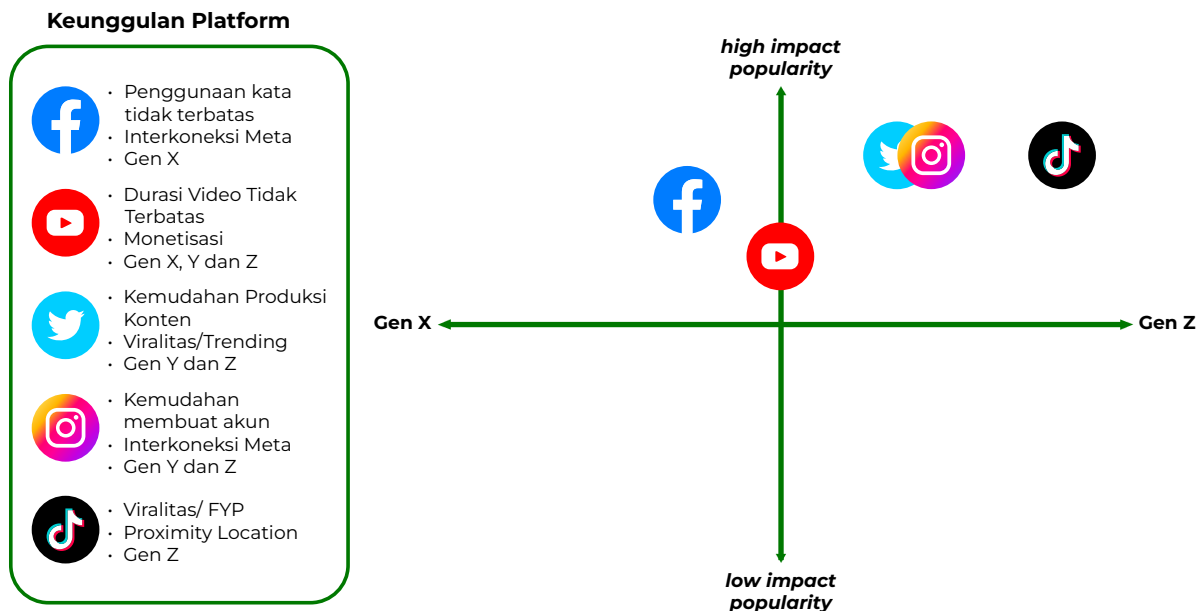 Keunggulan Platform
• Penggunaan kata
tidak terbatas
• Interkoneksi Meta
• Gen X
• Durasi Video Tidak
Terbatas
• Monetisasi
• Gen X, Y dan Z
• Kemudahan Produksi
Konten
• Viralitas/Trending
• Gen Y dan Z
• Kemudahan
membuat akun
• Interkoneksi Meta
• Gen Y dan Z
• Viralitas/ FYP
• Proximity Location
• Gen Z
high impact
popularity
Gen X
Gen Z
low impact
popularity